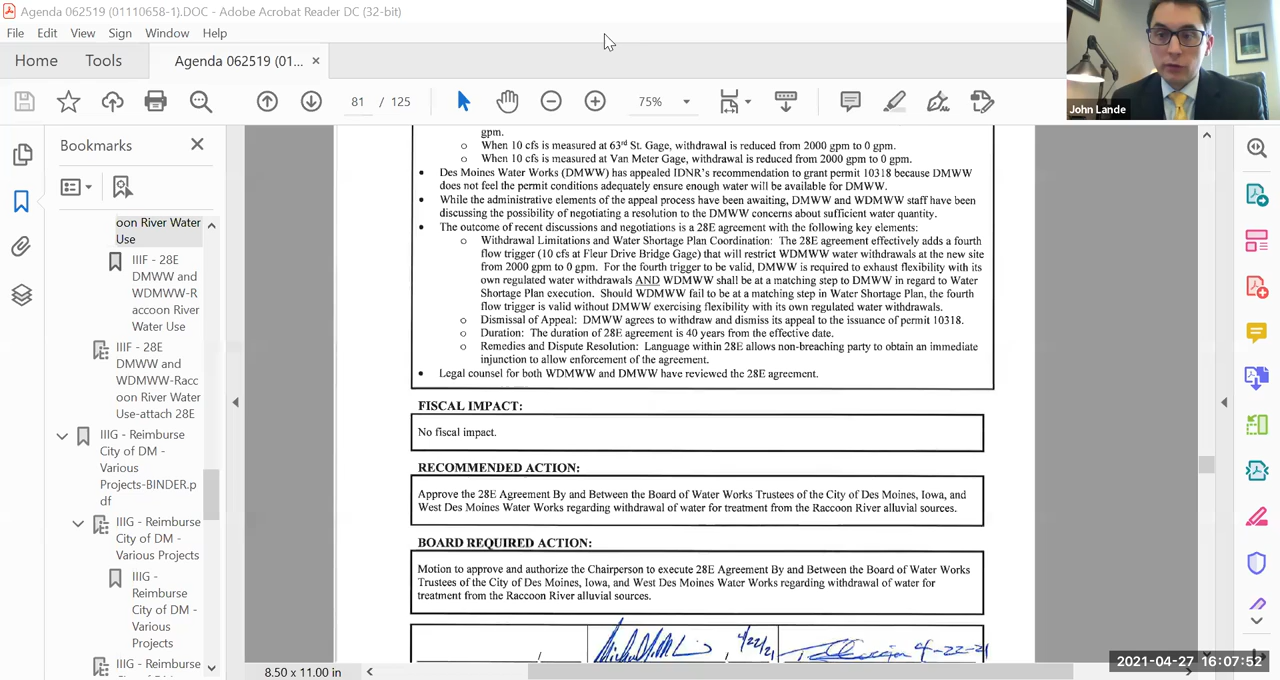 Agenda 062519 (01110658-1).DOC - Adobe Acrobat Reader DC (32-bit)
File Edit View Sign Window Help
Home Tools Agenda 062519 (01... ×
81 / 125 75%
John Lande
Bookmarks
oon River Water
Use
IIIF - 28E
DMWW and
WDMWW-R
accoon River
Water Use
IIIF - 28E
DMWW and
WDMWW-Racc
oon River Water
Use-attach 28E
IIIG - Reimburse
City of DM -
Various
Projects-BINDER.p
df
IIIG - Reimburse
City of DM -
Various Projects
IIIG -
Reimburse
City of DM -
Various
Projects
IIIG - Reimburse
gpm.
o When 10 cfs is measured at 63rd St. Gage, withdrawal is reduced from 2000 gpm to 0 gpm.
o When 10 cfs is measured at Van Meter Gage, withdrawal is reduced from 2000 gpm to 0 gpm.
• Des Moines Water Works (DMWW) has appealed IDNR's recommendation to grant permit 10318 because DMWW
does not feel the permit conditions adequately ensure enough water will be available for DMWW.
• While the administrative elements of the appeal process have been awaiting, DMWW and WDMWW staff have been
discussing the possibility of negotiating a resolution to the DMWW concerns about sufficient water quantity.
• The outcome of recent discussions and negotiations is a 28E agreement with the following key elements:
o Withdrawal Limitations and Water Shortage Plan Coordination: The 28E agreement effectively adds a fourth
flow trigger (10 cfs at Fleur Drive Bridge Gage) that will restrict WDMWW water withdrawals at the new site
from 2000 gpm to 0 gpm. For the fourth trigger to be valid, DMWW is required to exhaust flexibility with its
own regulated water withdrawals AND WDMWW shall be at a matching step to DMWW in regard to Water
Shortage Plan execution. Should WDMWW fail to be at a matching step in Water Shortage Plan, the fourth
flow trigger is valid without DMWW exercising flexibility with its own regulated water withdrawals.
o Dismissal of Appeal: DMWW agrees to withdraw and dismiss its appeal to the issuance of permit 10318.
o Duration: The duration of 28E agreement is 40 years from the effective date.
o Remedies and Dispute Resolution: Language within 28E allows non-breaching party to obtain an immediate
injunction to allow enforcement of the agreement.
• Legal counsel for both WDMWW and DMWW have reviewed the 28E agreement.
FISCAL IMPACT:
No fiscal impact.
RECOMMENDED ACTION:
Approve the 28E Agreement By and Between the Board of Water Works Trustees of the City of Des Moines, Iowa, and
West Des Moines Water Works regarding withdrawal of water for treatment from the Raccoon River alluvial sources.
BOARD REQUIRED ACTION:
Motion to approve and authorize the Chairperson to execute 28E Agreement By and Between the Board of Water Works
Trustees of the City of Des Moines, Iowa, and West Des Moines Water Works regarding withdrawal of water for
treatment from the Raccoon River alluvial sources.
4/22/21 4-22-21
8.50 x 11.00 in
2021-04-27 16:07:52